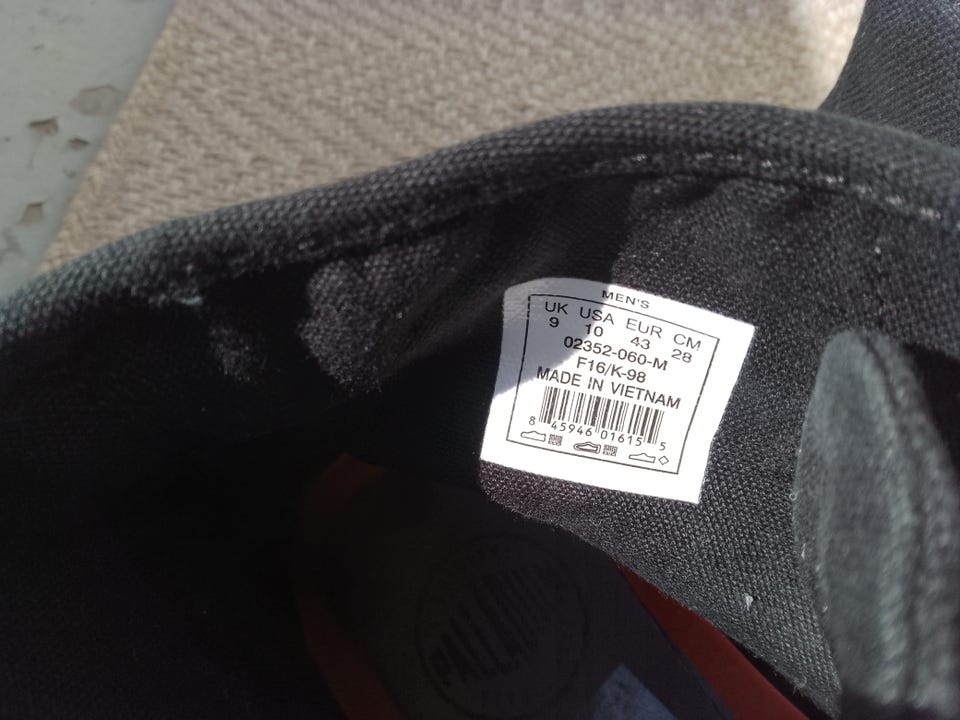 MEN'S
UK USA EUR CM
9 10 43 28
02352-060-M
F16/K-98
MADE IN VIETNAM
8 45946 01615 5
PALLADIUM